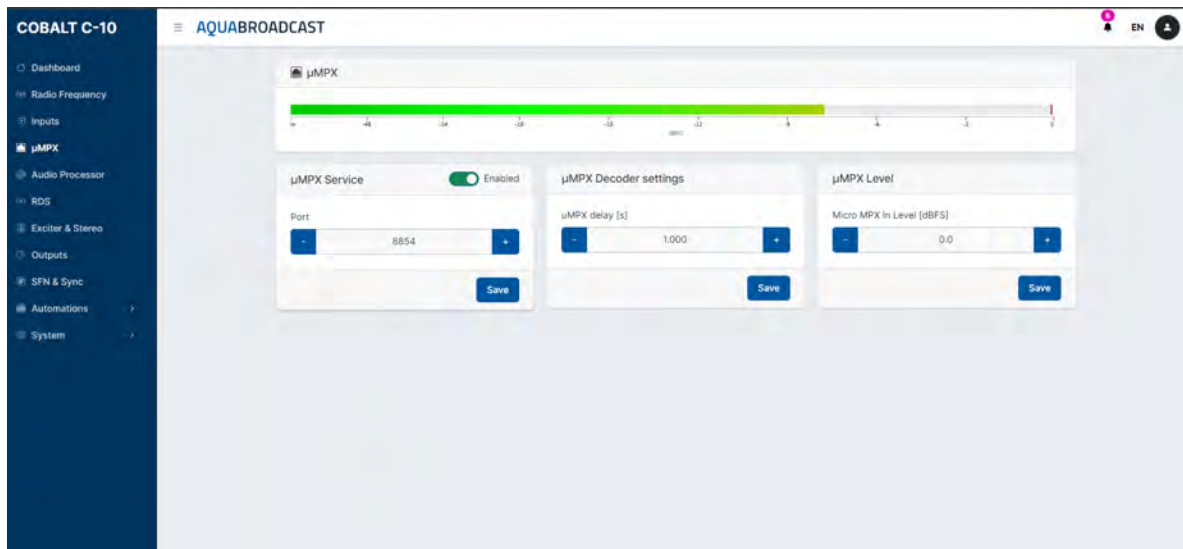 COBALT C-10
AQUABROADCAST
EN
Dashboard
Radio Frequency
Inputs
µMPX
Audio Processor
RDS
Exciter & Stereo
Outputs
SFN & Sync
Automations
System
µMPX
µMPX Service
Enabled
Port
-
8854
+
Save
µMPX Decoder settings
uMPX delay [s]
-
1.000
+
Save
µMPX Level
Micro MPX In Level [dBFS]
-
0.0
+
Save